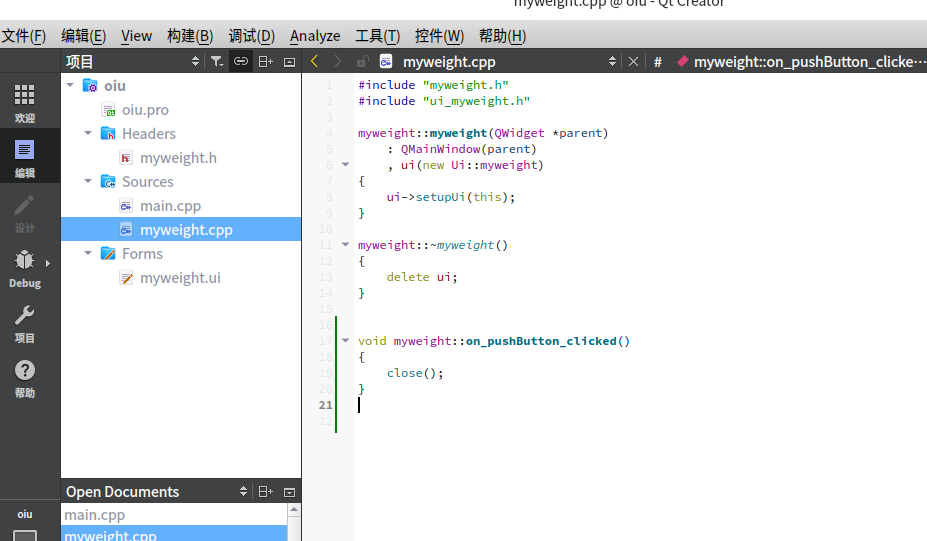 myweight.cpp @ oiu - Qt Creator
文件(F) 编辑(E) View 构建(B) 调试(D) Analyze 工具(T) 控件(W) 帮助(H)
项目
myweight.cpp
#
myweight::on_pushButton_clicke···
欢迎
编辑
设计
Debug
项目
帮助
oiu
oiu
oiu.pro
Headers
myweight.h
Sources
main.cpp
myweight.cpp
Forms
myweight.ui
Open Documents
main.cpp
myweight.cpp
1 #include "myweight.h"
2 #include "ui_myweight.h"
3
4 myweight::myweight(QWidget *parent)
5     : QMainWindow(parent)
6     , ui(new Ui::myweight)
7 {
8     ui->setupUi(this);
9 }
10
11 myweight::~myweight()
12 {
13     delete ui;
14 }
15
16
17 void myweight::on_pushButton_clicked()
18 {
19     close();
20 }
21
22